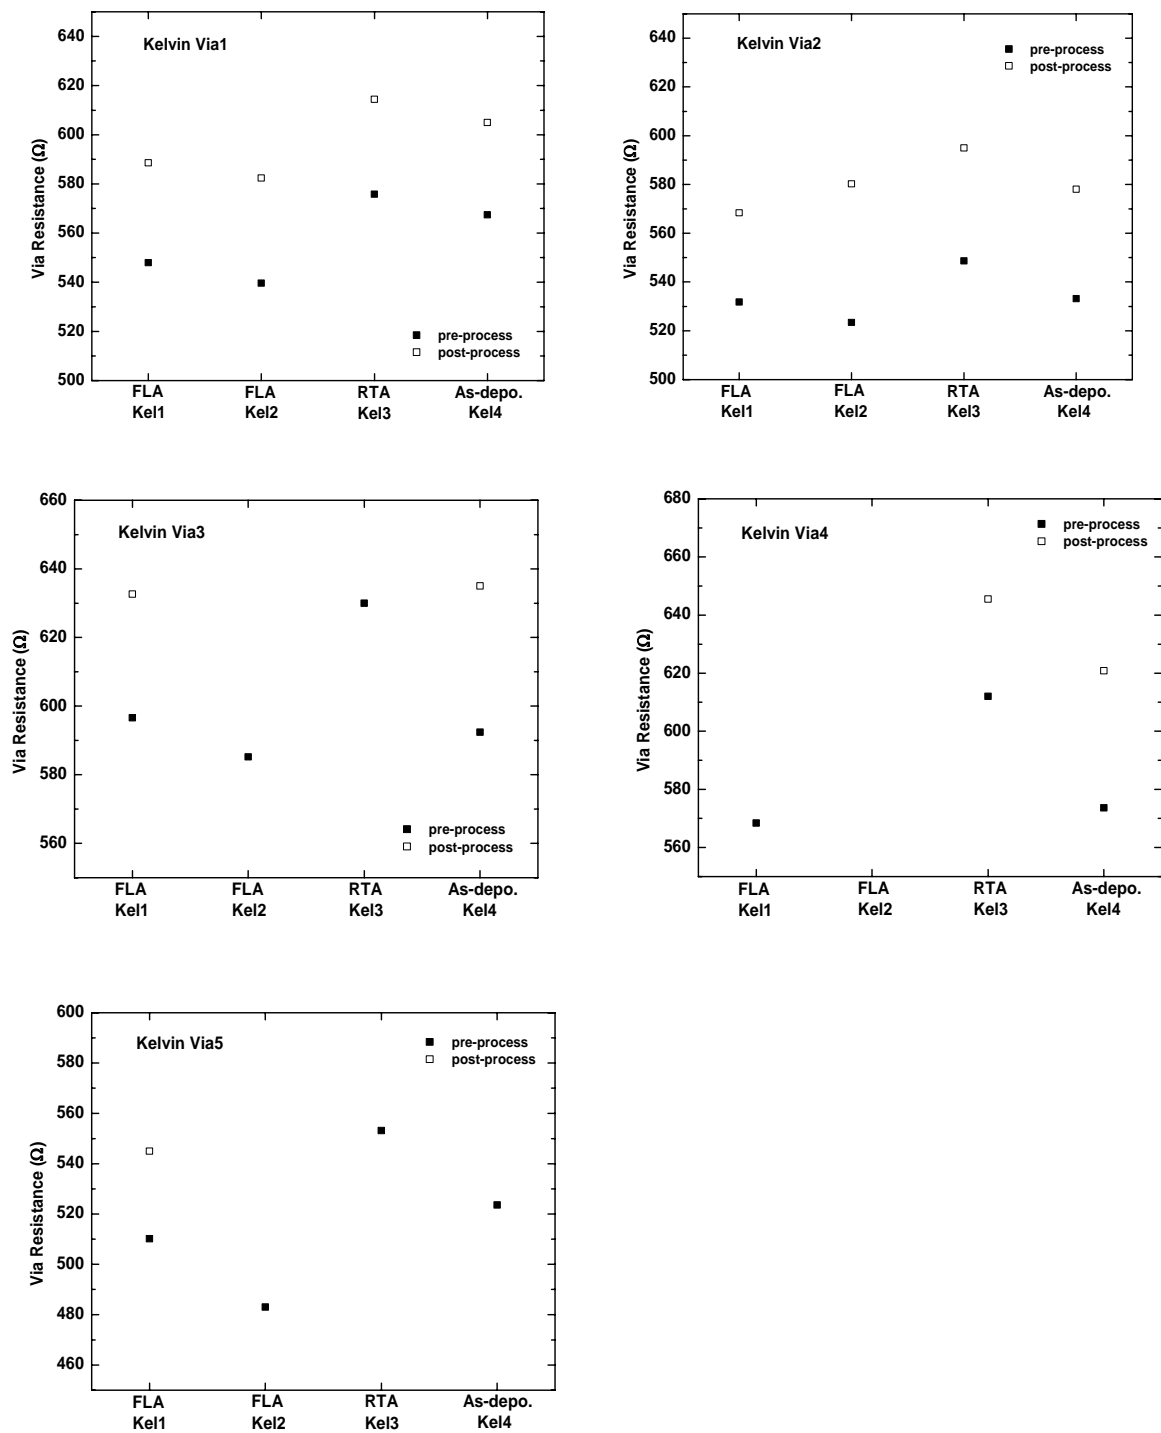 640
620
600
580
560
540
520
500
Via Resistance (Ω)
Kelvin Via1
pre-process
post-process
FLA FLA RTA As-depo.
Kel1 Kel2 Kel3 Kel4
640
620
600
580
560
540
520
500
Via Resistance (Ω)
Kelvin Via2
pre-process
post-process
FLA FLA RTA As-depo.
Kel1 Kel2 Kel3 Kel4
660
640
620
600
580
560
Via Resistance (Ω)
Kelvin Via3
pre-process
post-process
FLA FLA RTA As-depo.
Kel1 Kel2 Kel3 Kel4
680
660
640
620
600
580
560
Via Resistance (Ω)
Kelvin Via4
pre-process
post-process
FLA FLA RTA As-depo.
Kel1 Kel2 Kel3 Kel4
600
580
560
540
520
500
480
460
Via Resistance (Ω)
Kelvin Via5
pre-process
post-process
FLA FLA RTA As-depo.
Kel1 Kel2 Kel3 Kel4